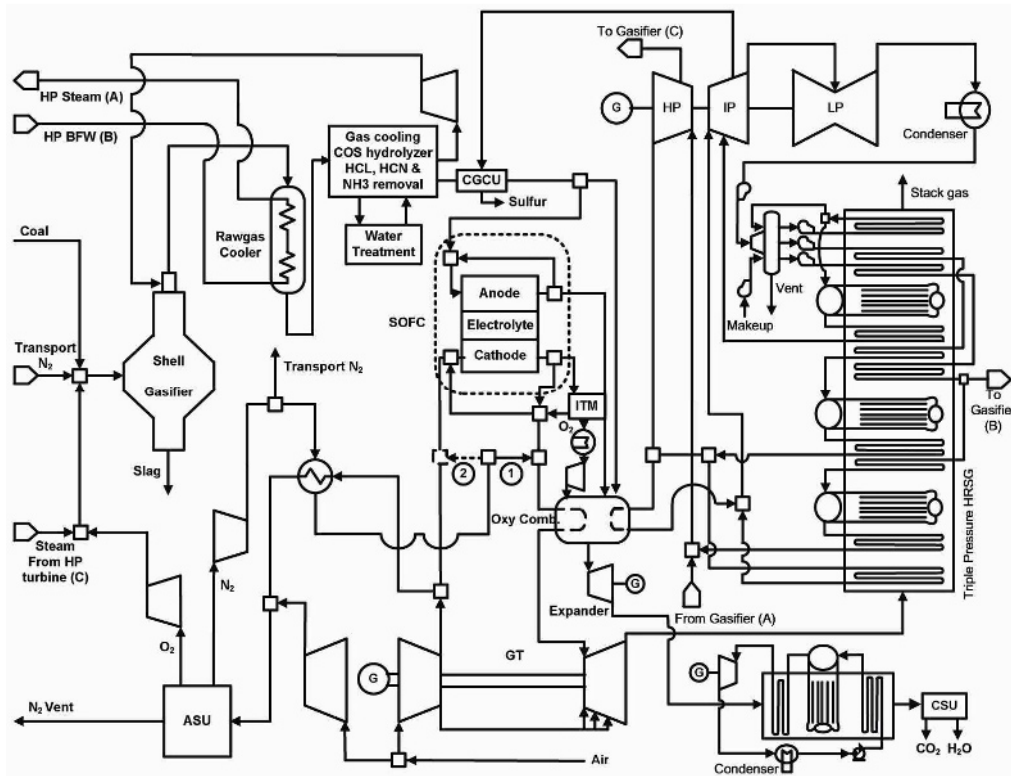 To Gasifier (C)
HP Steam (A)
HP BFW (B)
G
HP
IP
LP
Condenser
Gas cooling
COS hydrolyzer
HCL, HCN &
NH3 removal
CGCU
Sulfur
Stack gas
Coal
Rawgas
Cooler
Water
Treatment
Vent
Makeup
SOFC
Anode
Electrolyte
Cathode
Transport
N2
Shell
Gasifier
Transport N2
ITM
O2
To
Gasifier
(B)
Slag
2
1
Oxy Comb.
Triple Pressure HRSG
Steam
From HP
turbine (C)
N2
G
Expander
From Gasifier (A)
O2
GT
G
G
N2 Vent
ASU
CSU
CO2
H2O
Air
Condenser